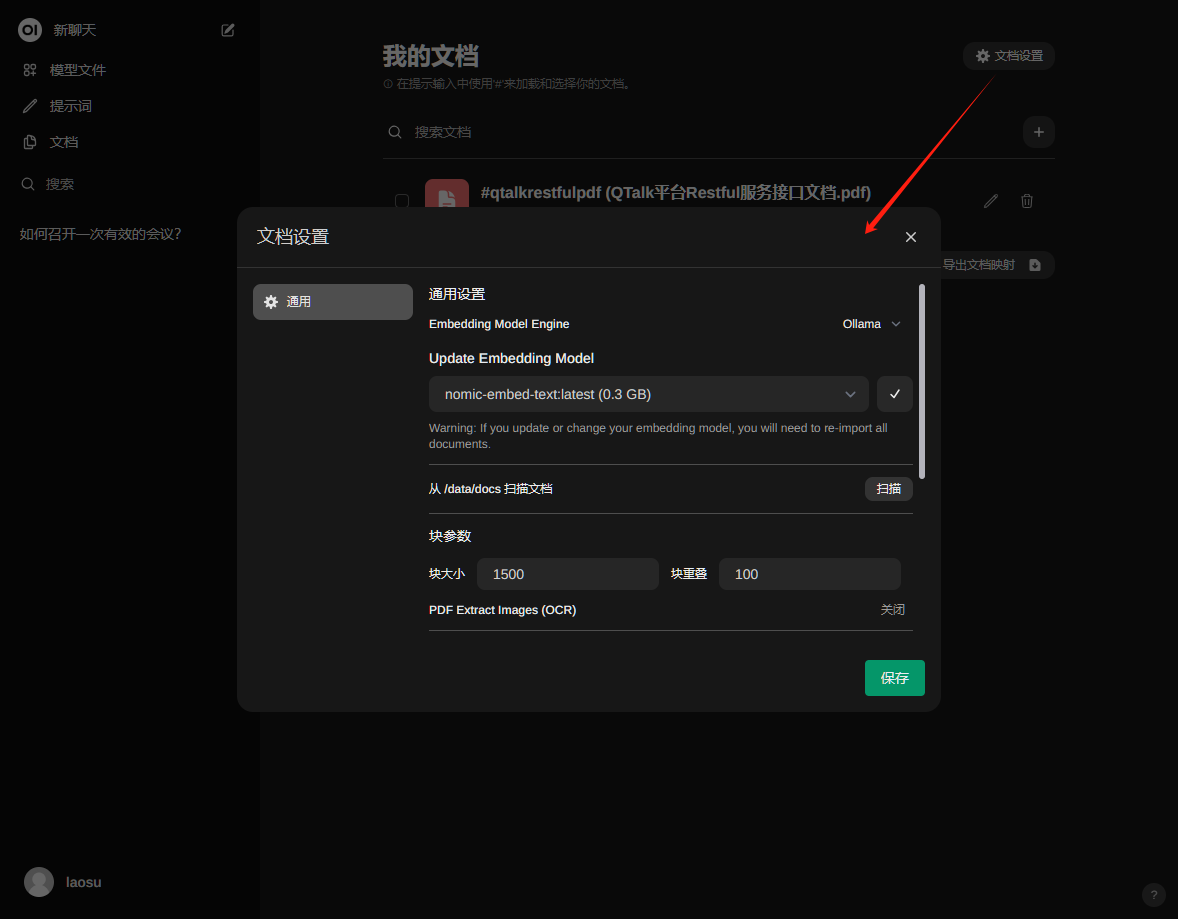 OI 新聊天
模型文件
提示词
文档
搜索
如何召开一次有效的会议？
我的文档
文档设置
在提示输入中使用'#'来加载和选择你的文档。
搜索文档
#qtalkrestfulpdf (QTalk平台Restful服务接口文档.pdf)
导出文档映射
文档设置
通用
通用设置
Embedding Model Engine Ollama
Update Embedding Model
nomic-embed-text:latest (0.3 GB)
Warning: If you update or change your embedding model, you will need to re-import all
documents.
从 /data/docs 扫描文档 扫描
块参数
块大小 1500 块重叠 100
PDF Extract Images (OCR) 关闭
保存
laosu
?